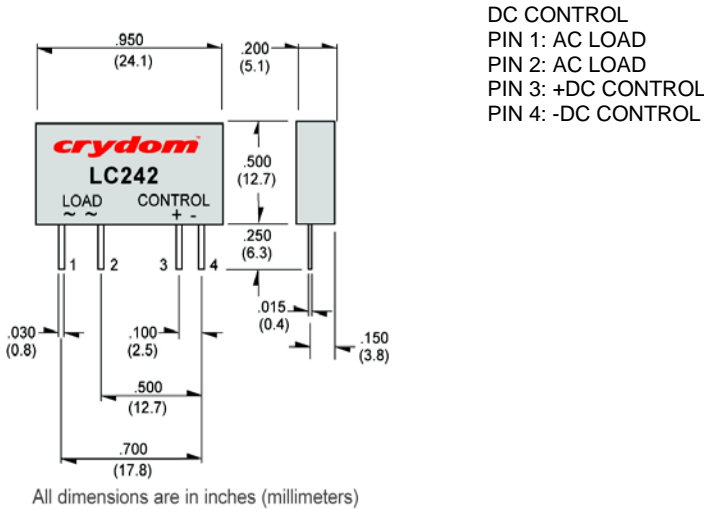 DC CONTROL
PIN 1: AC LOAD
PIN 2: AC LOAD
PIN 3: +DC CONTROL
PIN 4: -DC CONTROL
.950
(24.1)
.200
(5.1)
crydom
LC242
LOAD CONTROL
~ ~ + -
1 2 3 4
.500
(12.7)
.250
(6.3)
.015
(0.4)
.150
(3.8)
.030
(0.8)
.100
(2.5)
.500
(12.7)
.700
(17.8)
All dimensions are in inches (millimeters)